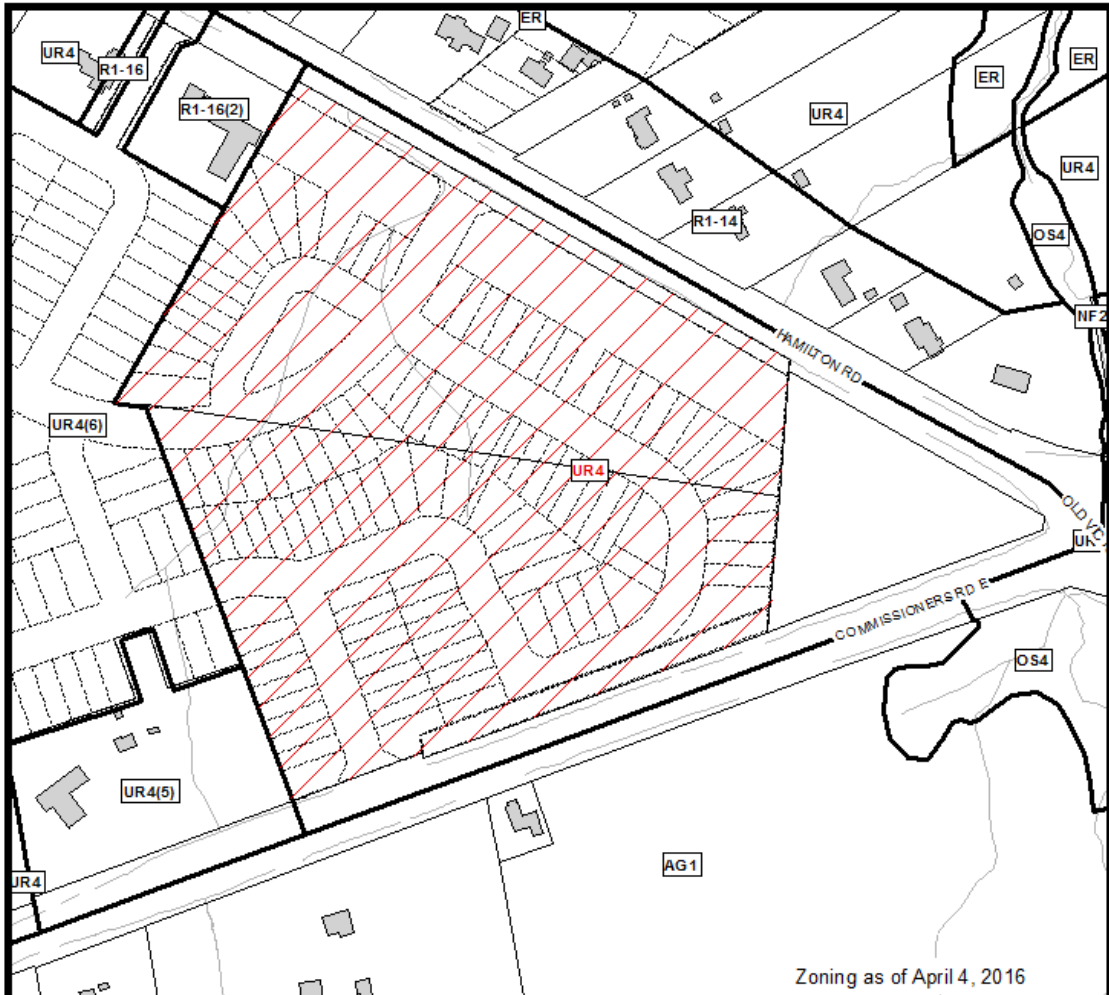 ER
UR4
R1-16
ER
ER
R1-16(2)
UR4
UR4
R1-14
OS4
NF2
HAMILTON RD
UR4(6)
UR4
OLD VIC
COMMISSIONERS RD E
OS4
UR4(5)
AG1
UR4
Zoning as of April 4, 2016